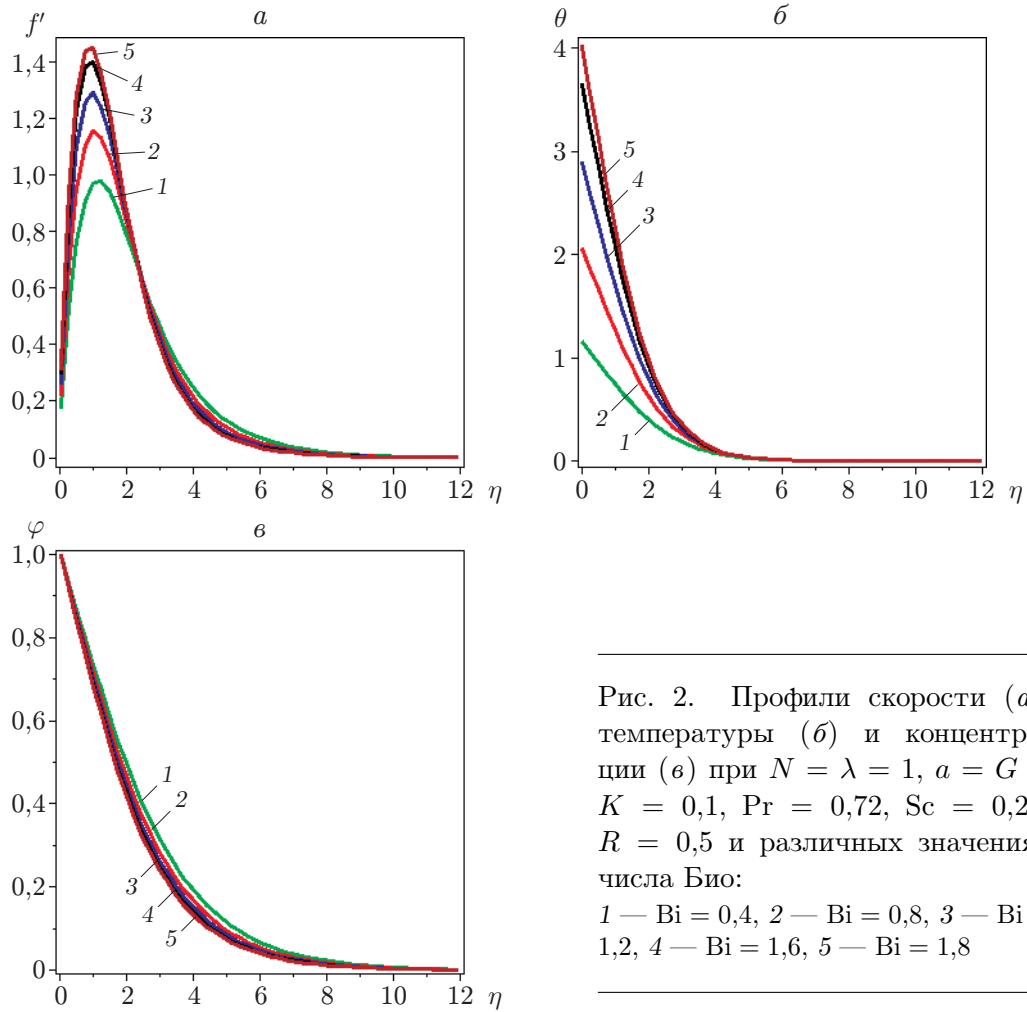 f′ а
1,4
1,2
1,0
0,8
0,6
0,4
0,2
0
5
4
3
2
1
0 2 4 6 8 10 12 η
θ б
4
3
2
1
0
5
4
3
2
1
0 2 4 6 8 10 12 η
φ в
1,0
0,8
0,6
0,4
0,2
0
1
2
3
4
5
0 2 4 6 8 10 12 η
Рис. 2. Профили скорости (а
температуры (б) и концентр
ции (в) при N = λ = 1, a = G
K = 0,1, Pr = 0,72, Sc = 0,2
R = 0,5 и различных значения
числа Био:
1 — Bi = 0,4, 2 — Bi = 0,8, 3 — Bi
1,2, 4 — Bi = 1,6, 5 — Bi = 1,8